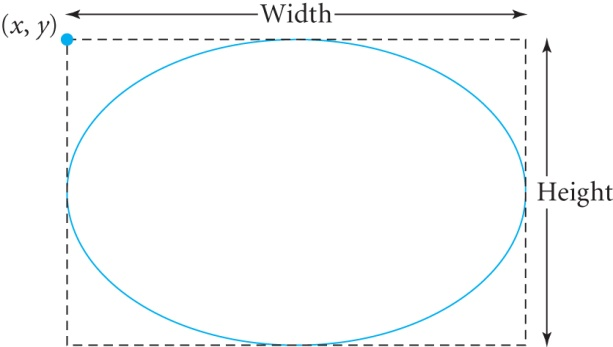 Width
(x, y)
Height